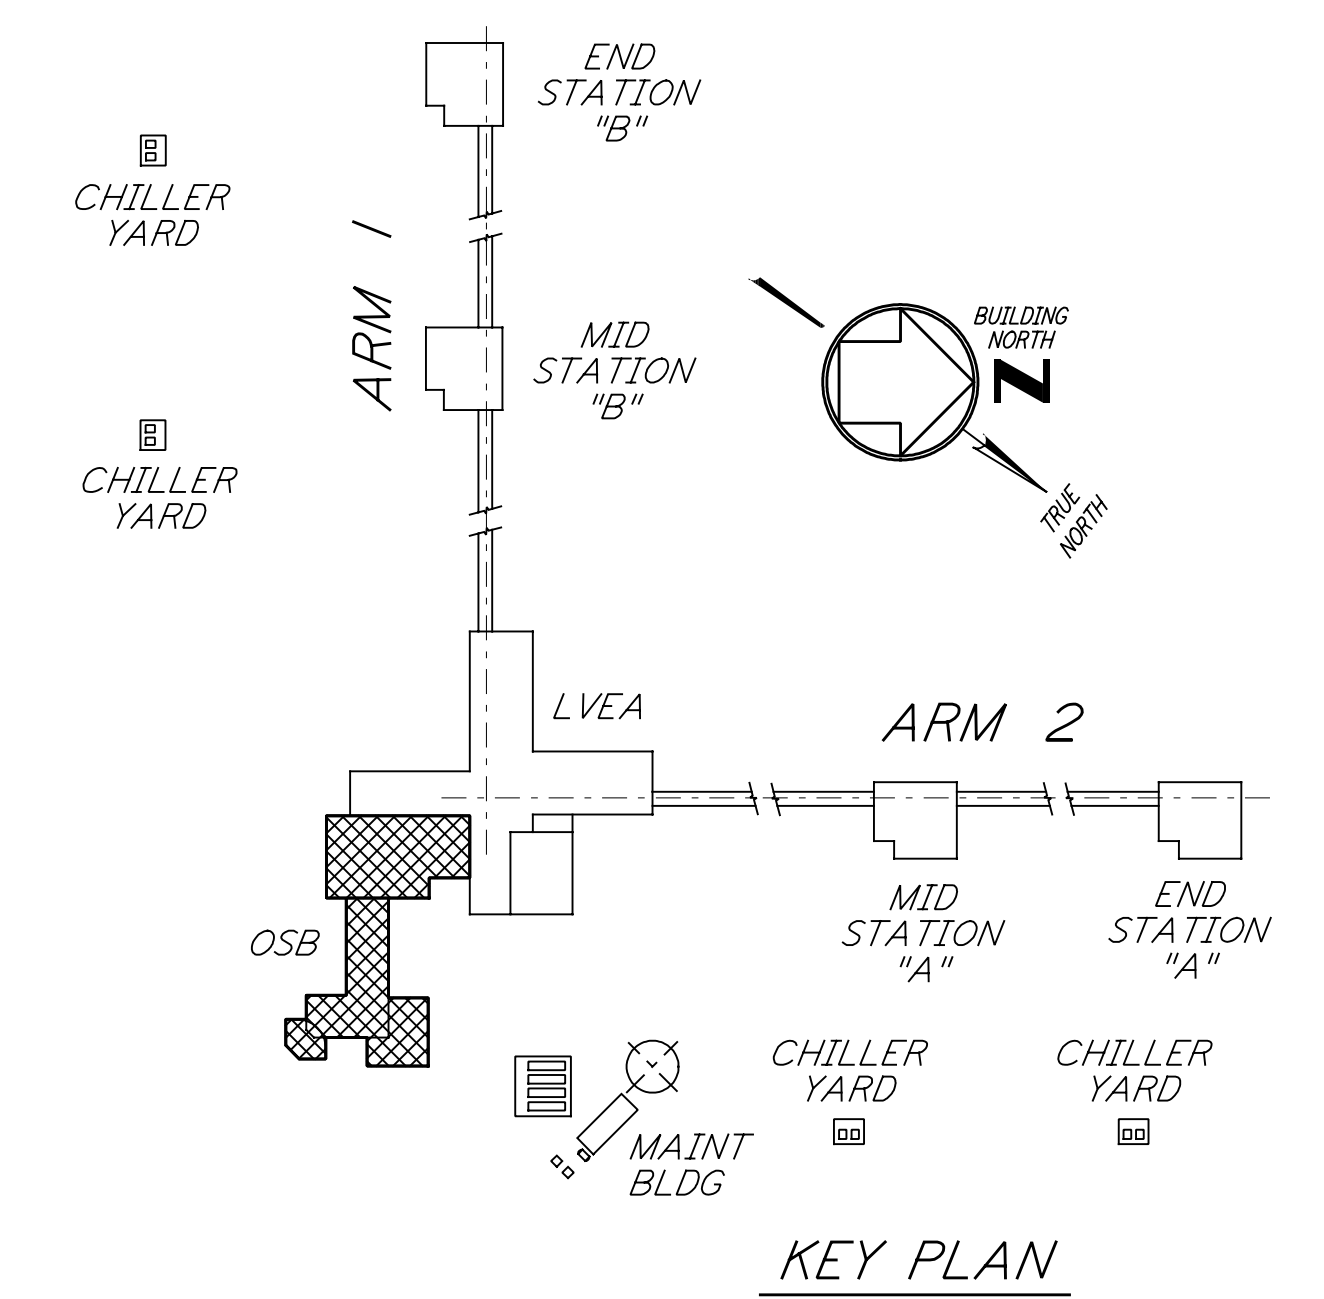 END
STATION
"B"
CHILLER
YARD
ARM 1
BUILDING
NORTH
N
MID
STATION
"B"
CHILLER
YARD
TRUE
NORTH
LVEA
ARM 2
MID
STATION
"A"
END
STATION
"A"
OSB
CHILLER
YARD
CHILLER
YARD
MAINT
BLDG
KEY PLAN